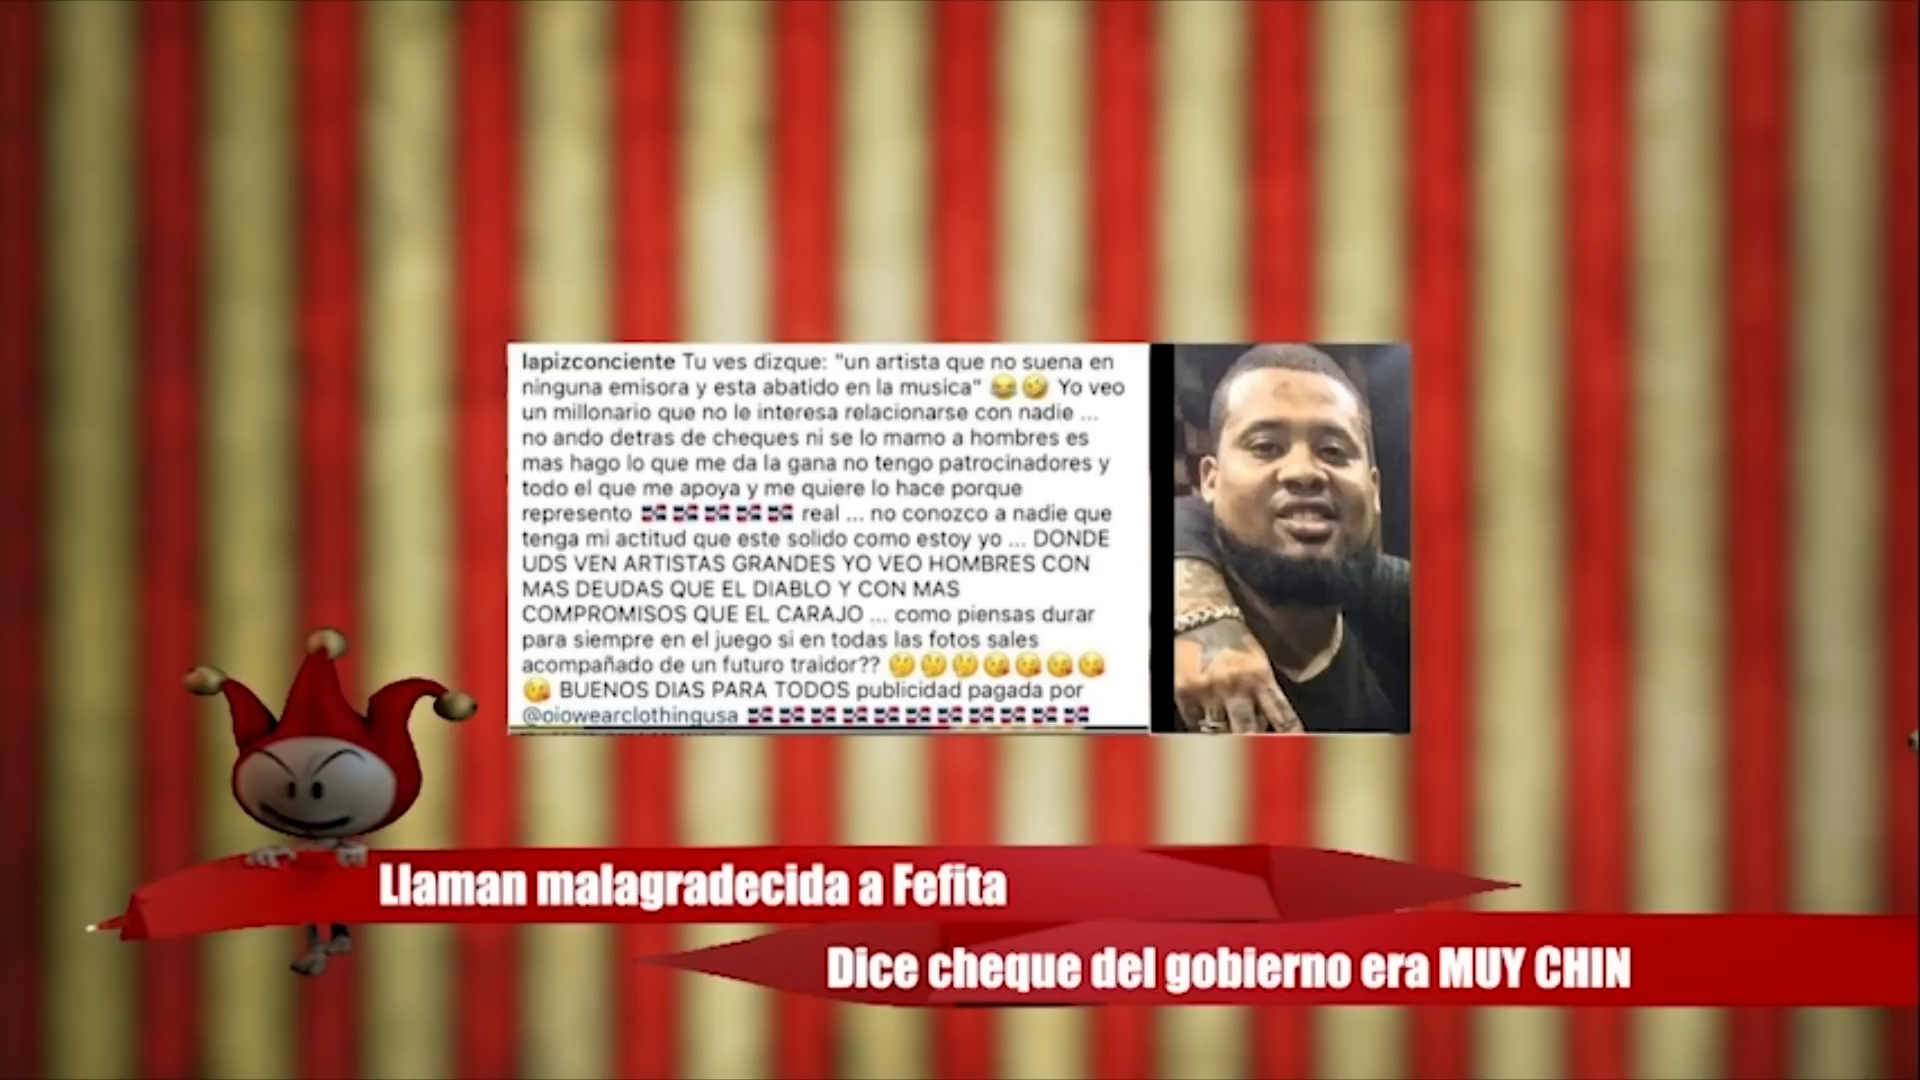 lapizconciente Tu ves dizque: "un artista que no suena en
ninguna emisora y esta abatido en la musica" 😂🤣 Yo veo
un millonario que no le interesa relacionarse con nadie ...
no ando detras de cheques ni se lo mamo a hombres es
mas hago lo que me da la gana no tengo patrocinadores y
todo el que me apoya y me quiere lo hace porque
represento 🇩🇴🇩🇴🇩🇴🇩🇴🇩🇴 real ... no conozco a nadie que
tenga mi actitud que este solido como estoy yo ... DONDE
UDS VEN ARTISTAS GRANDES YO VEO HOMBRES CON
MAS DEUDAS QUE EL DIABLO Y CON MAS
COMPROMISOS QUE EL CARAJO ... como piensas durar
para siempre en el juego si en todas las fotos sales
acompañado de un futuro traidor?? 🤔🤔🤔😘😘😘😘
😘 BUENOS DIAS PARA TODOS publicidad pagada por
@oiowearclothingusa 🇩🇴🇩🇴🇩🇴🇩🇴🇩🇴🇩🇴🇩🇴🇩🇴🇩🇴🇩🇴🇩🇴
Llaman malagradecida a Fefita
Dice cheque del gobierno era MUY CHIN